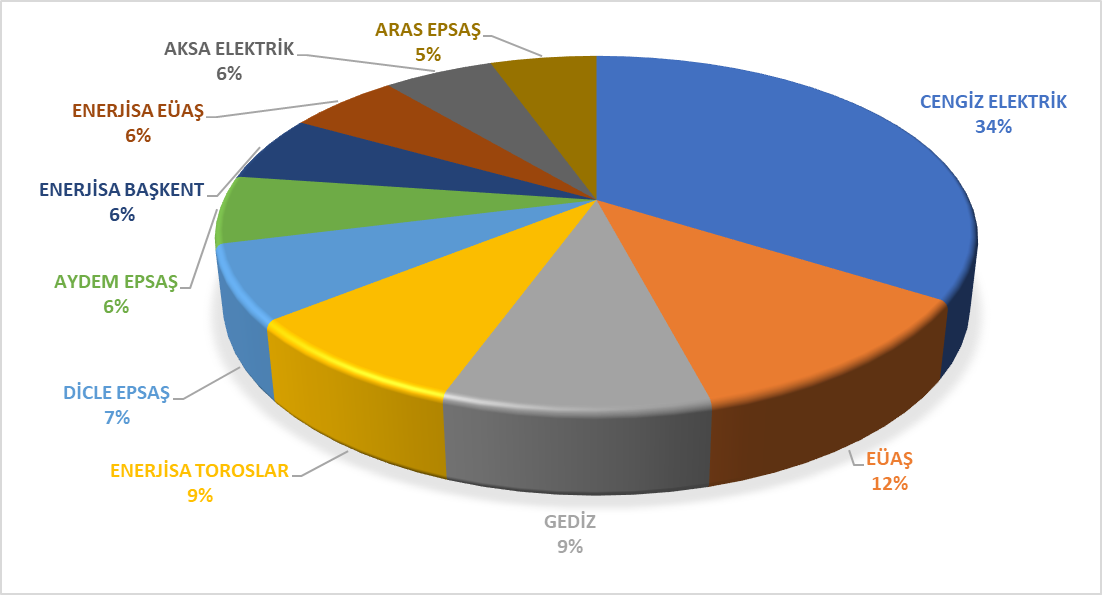 ARAS EPSAŞ
5%
AKSA ELEKTRİK
6%
CENGİZ ELEKTRİK
34%
ENERJİSA EÜAŞ
6%
ENERJİSA BAŞKENT
6%
AYDEM EPSAŞ
6%
DİCLE EPSAŞ
7%
EÜAŞ
12%
ENERJİSA TOROSLAR
9%
GEDİZ
9%